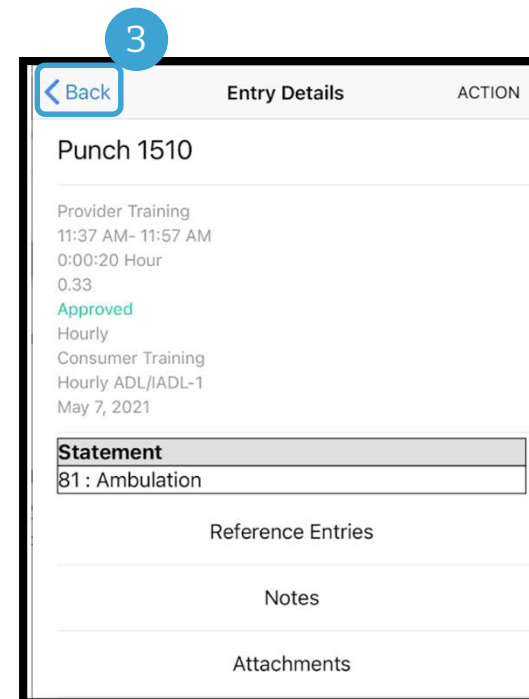 3
Back Entry Details ACTION
Punch 1510
Provider Training
11:37 AM- 11:57 AM
0:00:20 Hour
0.33
Approved
Hourly
Consumer Training
Hourly ADL/IADL-1
May 7, 2021
Statement
81 : Ambulation
Reference Entries
Notes
Attachments